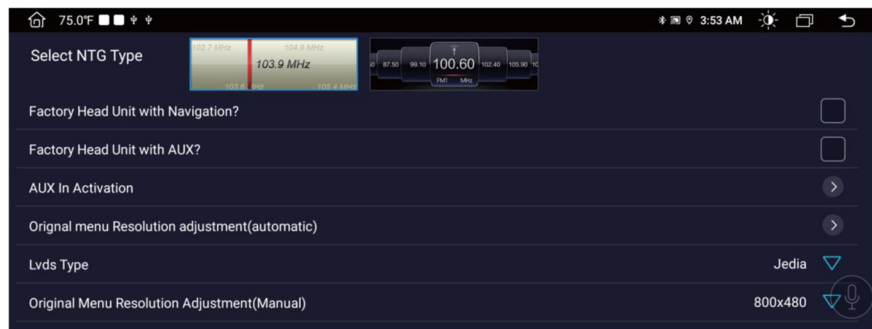 75.0°F
3:53 AM
Select NTG Type
102.7 MHz 104.9 MHz
103.9 MHz
105.4 MHz
87.50 99.10 100.60 102.40 105.90
FM1 MHz
Factory Head Unit with Navigation?
Factory Head Unit with AUX?
AUX In Activation
Orignal menu Resolution adjustment(automatic)
Lvds Type Jedia
Original Menu Resolution Adjustment(Manual) 800x480